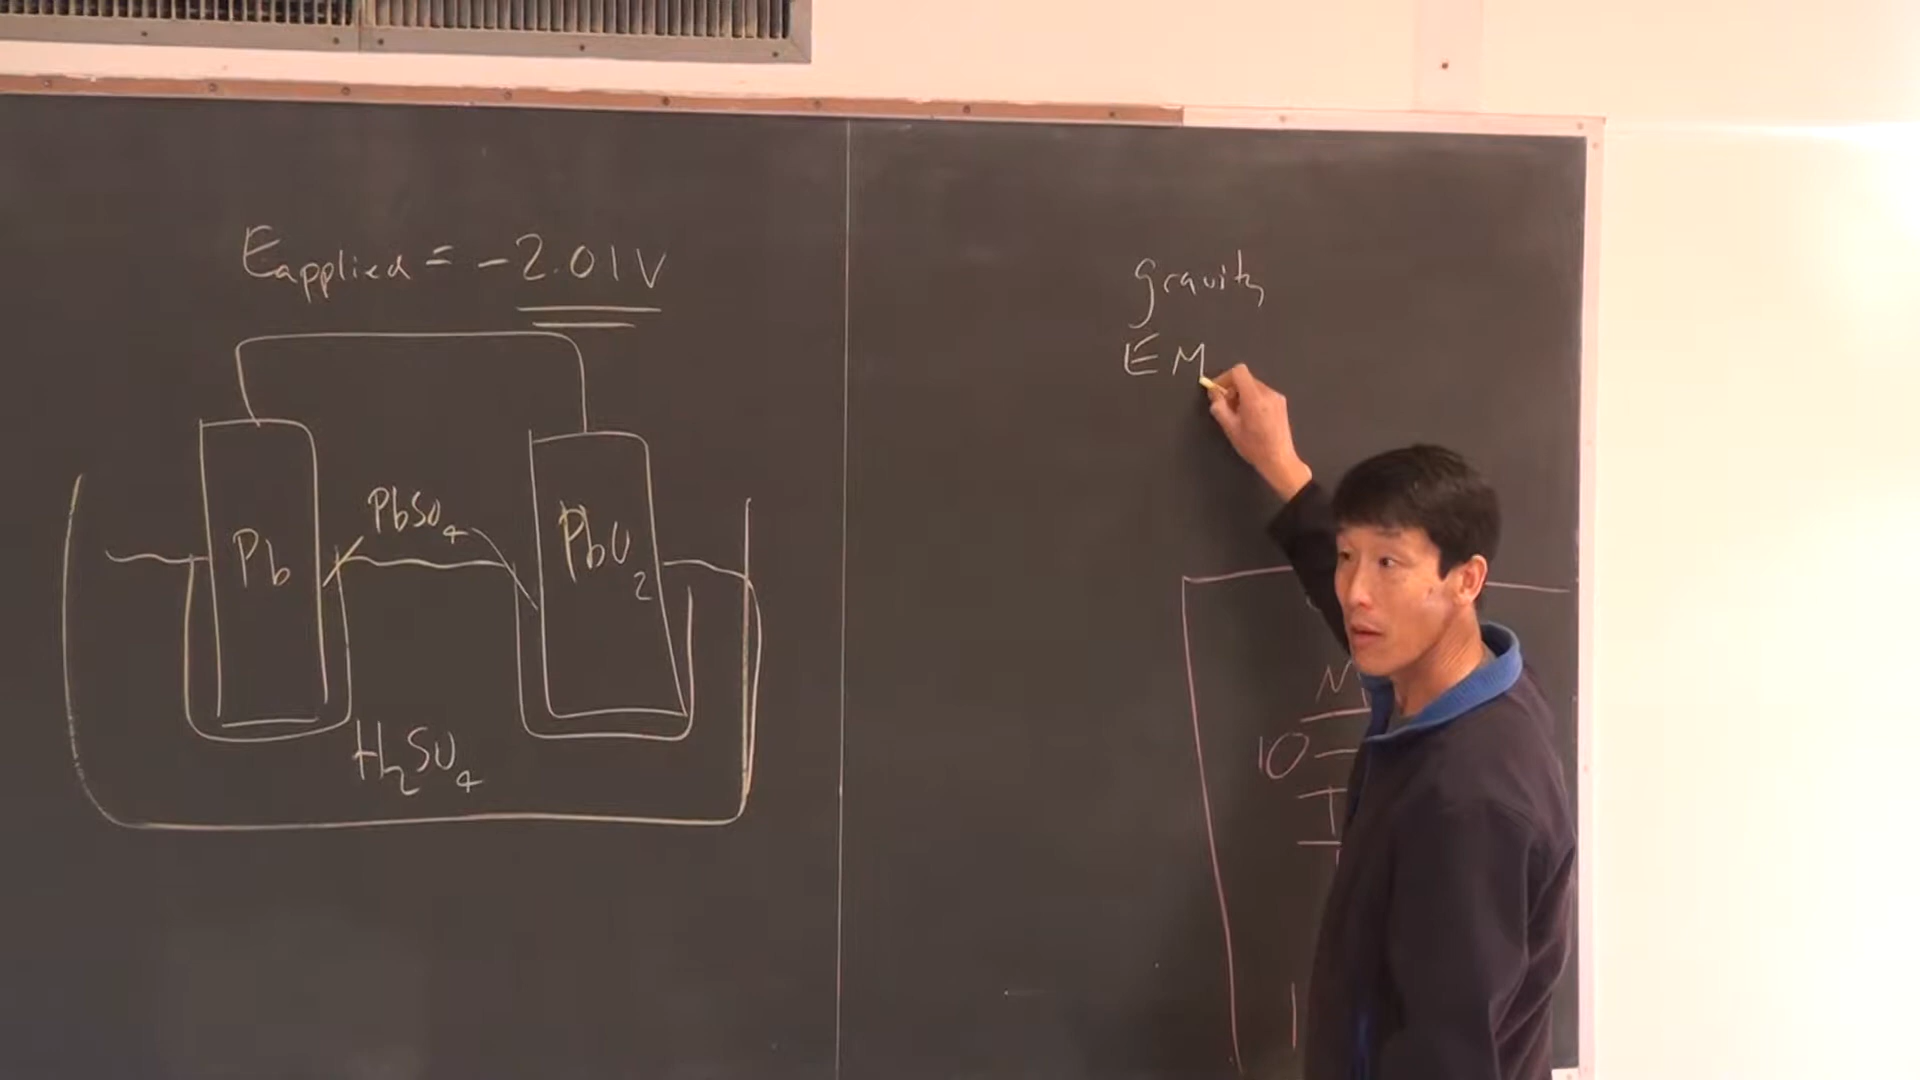 Eapplied = -2.01V
Pb
PbSO4
PbO2
H2SO4
gravity
EM
10